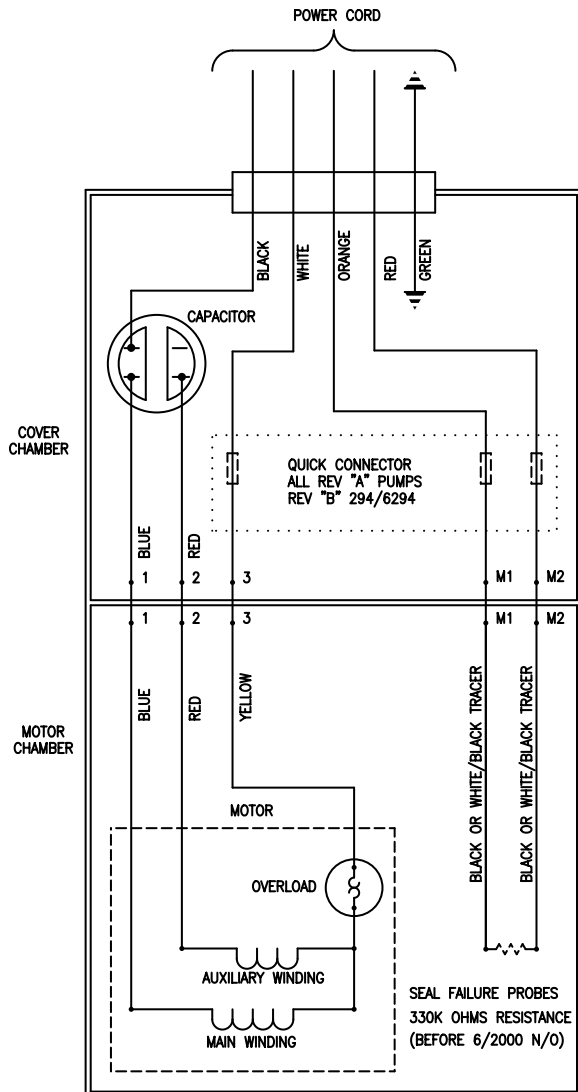 POWER CORD
BLACK
WHITE
ORANGE
RED
GREEN
CAPACITOR
COVER
CHAMBER
QUICK CONNECTOR
ALL REV "A" PUMPS
REV "B" 294/6294
BLUE
RED
1
2
3
M1
M2
1
2
3
M1
M2
BLUE
RED
YELLOW
BLACK OR WHITE/BLACK TRACER
BLACK OR WHITE/BLACK TRACER
MOTOR
CHAMBER
MOTOR
OVERLOAD
AUXILIARY WINDING
MAIN WINDING
SEAL FAILURE PROBES
330K OHMS RESISTANCE
(BEFORE 6/2000 N/O)